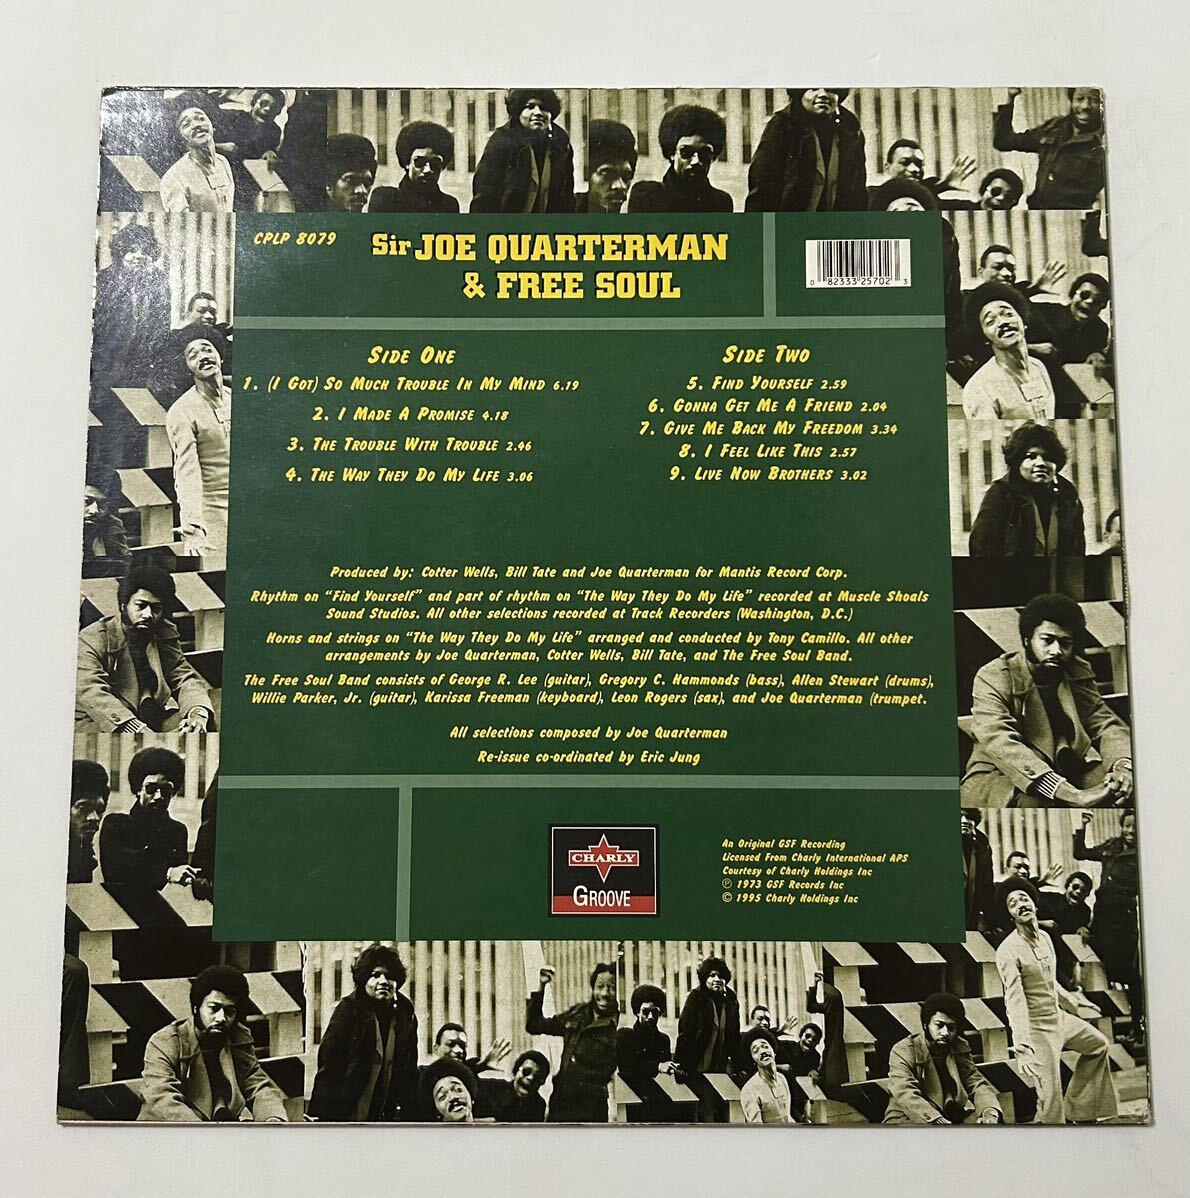 CPLP 8079
Sir JOE QUARTERMAN
& FREE SOUL
0 82333 25702 3
SIDE ONE
1. (I GOT) SO MUCH TROUBLE IN MY MIND 6.19
2. I MADE A PROMISE 4.18
3. THE TROUBLE WITH TROUBLE 2.46
4. THE WAY THEY DO MY LIFE 3.06
SIDE TWO
5. FIND YOURSELF 2.59
6. GONNA GET ME A FRIEND 2.04
7. GIVE ME BACK MY FREEDOM 3.34
8. I FEEL LIKE THIS 2.57
9. LIVE NOW BROTHERS 3.02
Produced by: Cotter Wells, Bill Tate and Joe Quarterman for Mantis Record Corp.
Rhythm on "Find Yourself" and part of rhythm on "The Way They Do My Life" recorded at Muscle Shoals
Sound Studios. All other selections recorded at Track Recorders (Washington, D.C.)
Horns and strings on "The Way They Do My Life" arranged and conducted by Tony Camillo. All other
arrangements by Joe Quarterman, Cotter Wells, Bill Tate, and The Free Soul Band.
The Free Soul Band consists of George R. Lee (guitar), Gregory C. Hammonds (bass), Allen Stewart (drums),
Willie Parker, Jr. (guitar), Karissa Freeman (keyboard), Leon Rogers (sax), and Joe Quarterman (trumpet.
All selections composed by Joe Quarterman
Re-issue co-ordinated by Eric Jung
CHARLY
GROOVE
An Original GSF Recording
Licensed From Charly International APS
Courtesy of Charly Holdings Inc
℗ 1973 GSF Records Inc
© 1995 Charly Holdings Inc